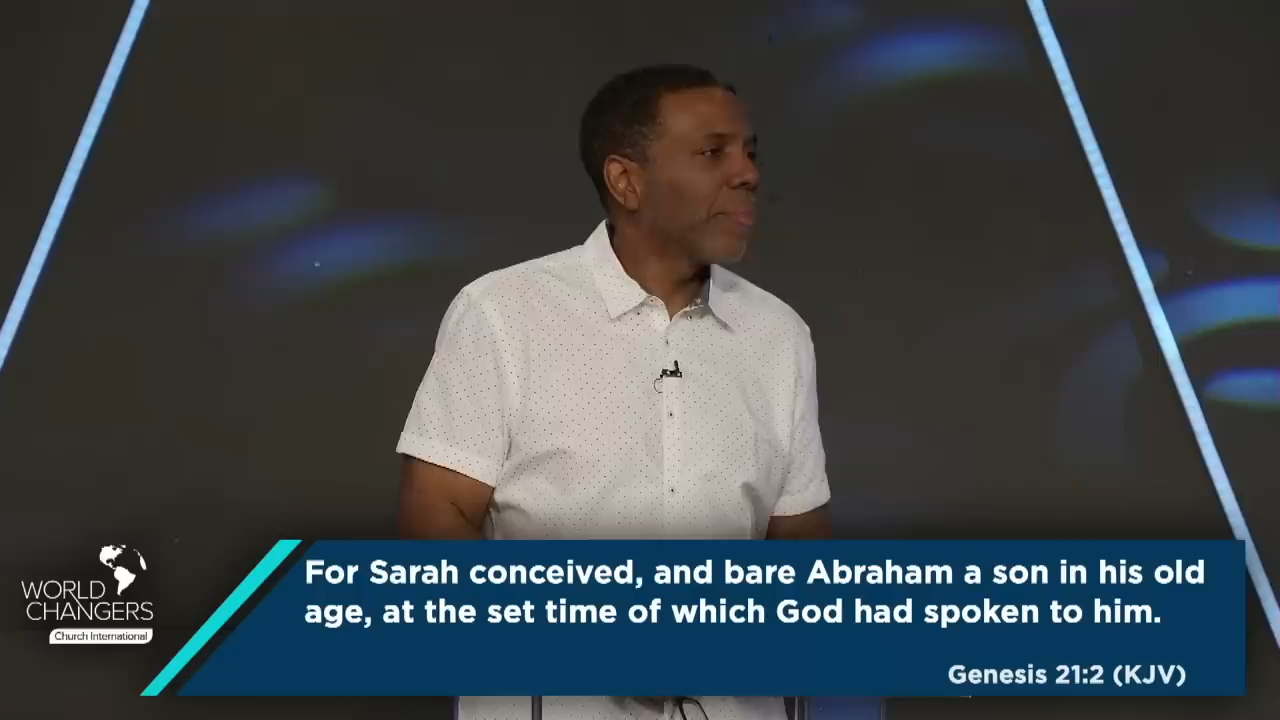 For Sarah conceived, and bare Abraham a son in his old
age, at the set time of which God had spoken to him.
Genesis 21:2 (KJV)
WORLD
CHANGERS
Church International